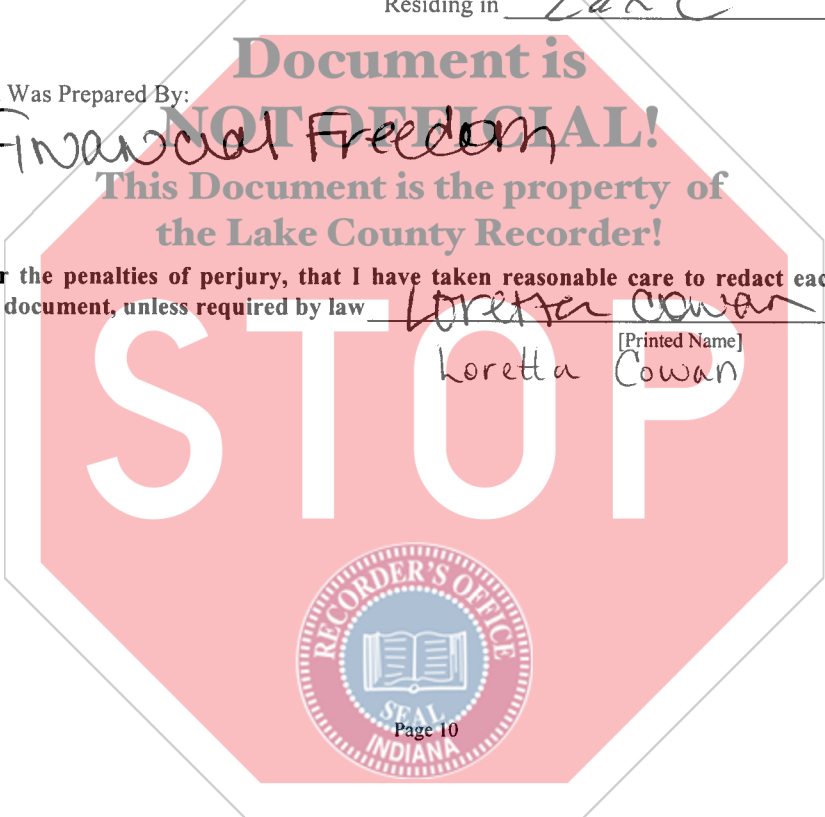 Residing in Lake
Document is
Was Prepared By:
NOT OFFICIAL!
Financial Freedom
This Document is the property of
the Lake County Recorder!
r the penalties of perjury, that I have taken reasonable care to redact eac
document, unless required by law Loretta Cowan
[Printed Name]
Loretta Cowan
STOP
RECORDER'S OFFICE
SEAL
Page 10
INDIANA